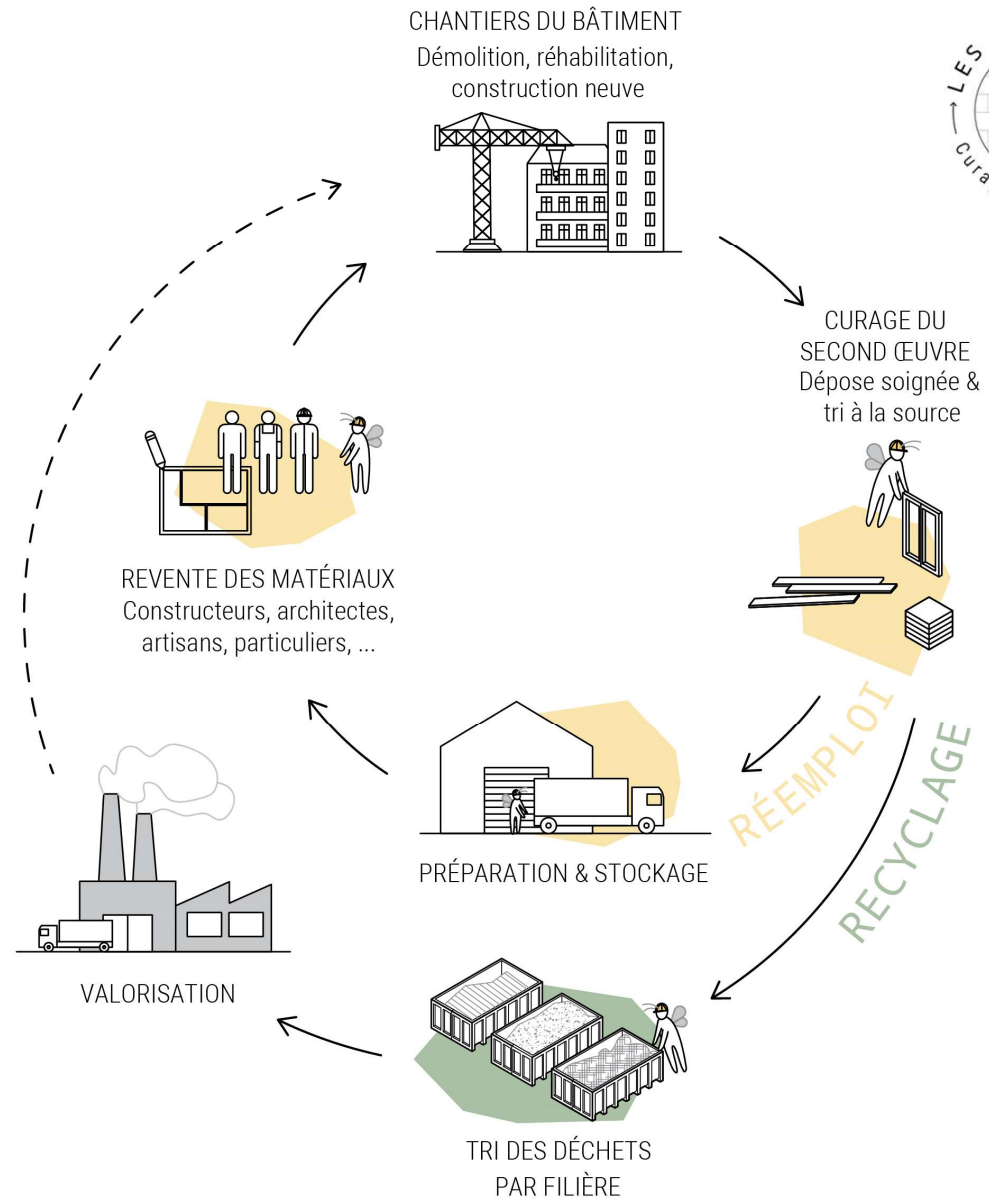 CHANTIERS DU BÂTIMENT
Démolition, réhabilitation,
construction neuve
LES
CURAGE DU
SECOND ŒUVRE
Dépose soignée &
tri à la source
REVENTE DES MATÉRIAUX
Constructeurs, architectes,
artisans, particuliers, ...
RÉEMPLOI
RECYCLAGE
PRÉPARATION & STOCKAGE
VALORISATION
TRI DES DÉCHETS
PAR FILIÈRE